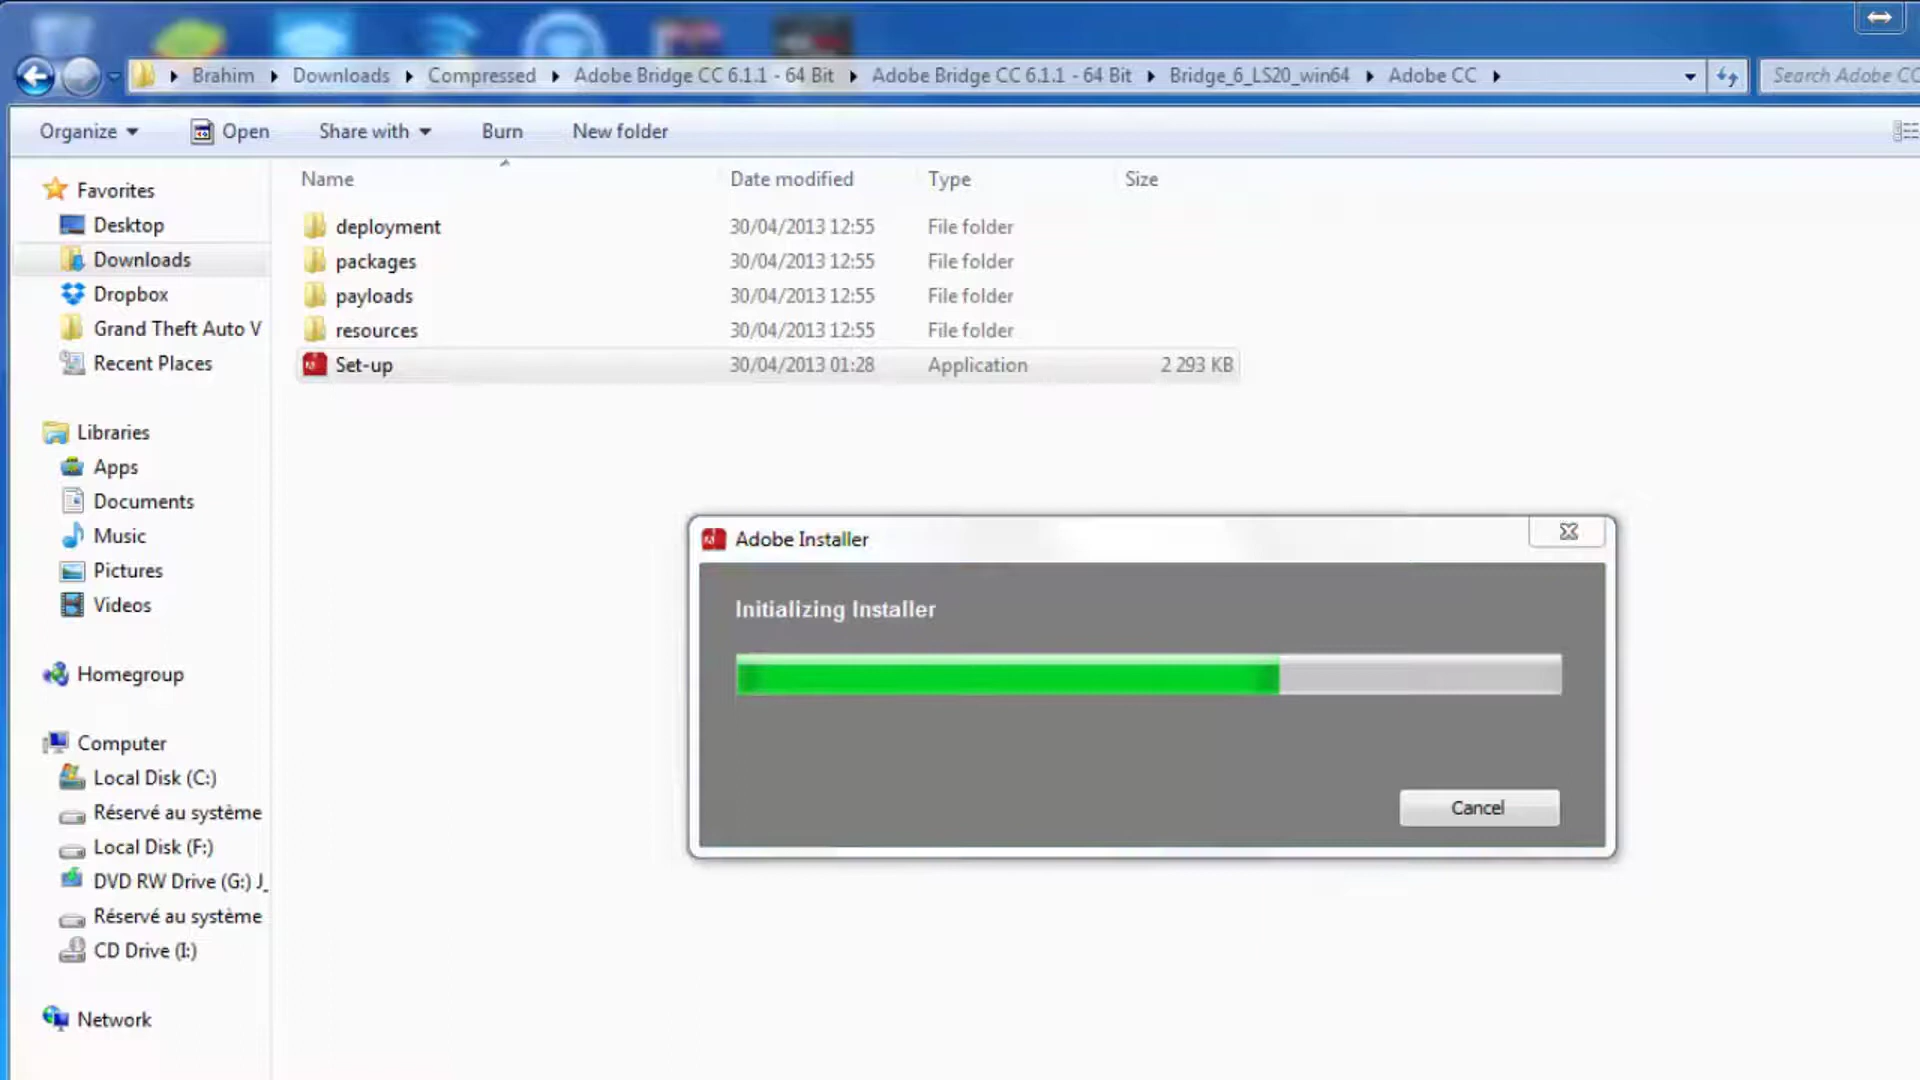 Brahim Downloads Compressed Adobe Bridge CC 6.1.1 - 64 Bit Adobe Bridge CC 6.1.1 - 64 Bit Bridge_6_LS20_win64 Adobe CC Search Adobe CC
Organize Open Share with Burn New folder
Name Date modified Type Size
Favorites
Desktop
Downloads
Dropbox
Grand Theft Auto V
Recent Places
Libraries
Apps
Documents
Music
Pictures
Videos
Homegroup
Computer
Local Disk (C:)
Réservé au système
Local Disk (F:)
DVD RW Drive (G:) J_
Réservé au système
CD Drive (I:)
Network
deployment 30/04/2013 12:55 File folder
packages 30/04/2013 12:55 File folder
payloads 30/04/2013 12:55 File folder
resources 30/04/2013 12:55 File folder
Set-up 30/04/2013 01:28 Application 2 293 KB
Adobe Installer
Initializing Installer
Cancel